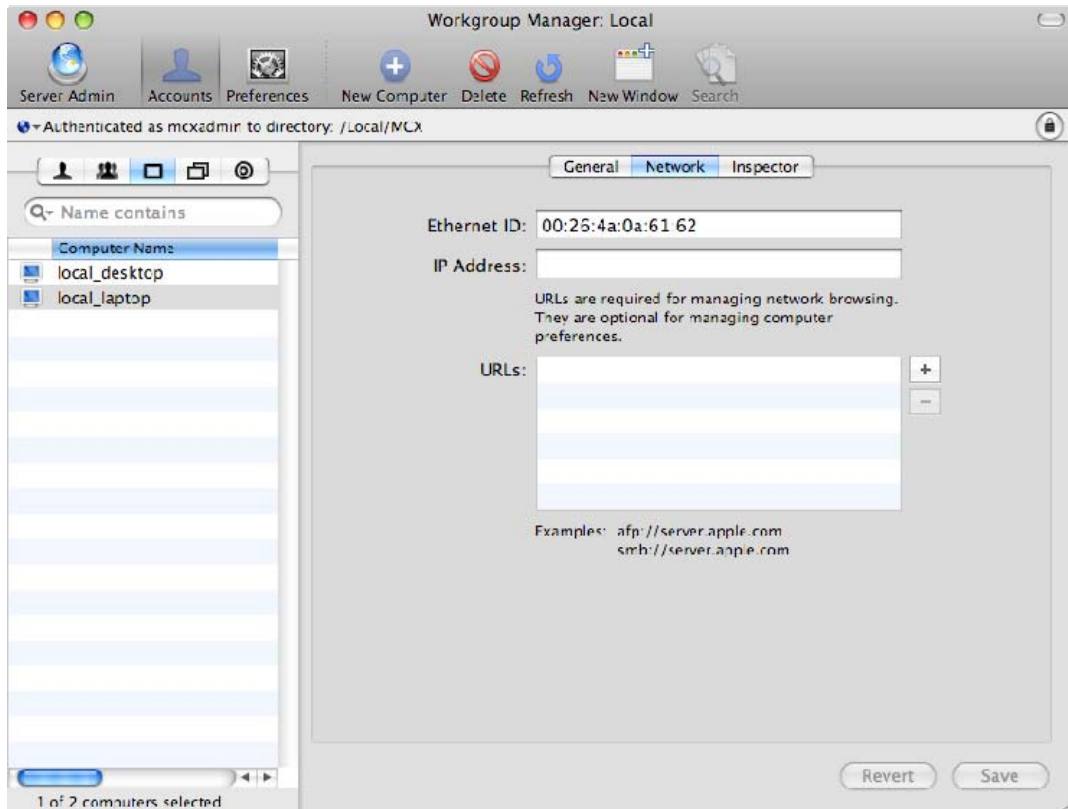 Workgroup Manager: Local
Server Admin Accounts Preferences New Computer Delete Refresh New Window Search
Authenticated as mcxadmin to directory: /Local/MCX
General Network Inspector
Name contains
Computer Name
local_desktop
local_laptop
Ethernet ID: 00:26:4a:0a:61:62
IP Address:
URLs are required for managing network browsing.
They are optional for managing computer
preferences.
URLs:
Examples: afp://server.apple.com
smb://server.apple.com
Revert Save
1 of 2 computers selected